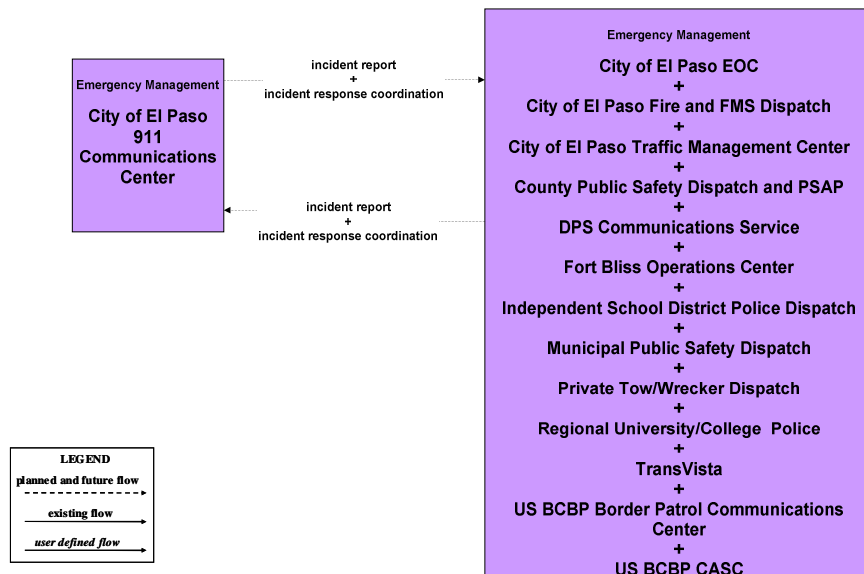 Emergency Management
City of El Paso
911
Communications
Center
incident report
+
incident response coordination
incident report
+
incident response coordination
Emergency Management
City of El Paso EOC
+
City of El Paso Fire and FMS Dispatch
+
City of El Paso Traffic Management Center
+
County Public Safety Dispatch and PSAP
+
DPS Communications Service
+
Fort Bliss Operations Center
+
Independent School District Police Dispatch
+
Municipal Public Safety Dispatch
+
Private Tow/Wrecker Dispatch
+
Regional University/College Police
+
TransVista
+
US BCBP Border Patrol Communications
Center
+
US BCBP CASC
LEGEND
planned and future flow
existing flow
user defined flow